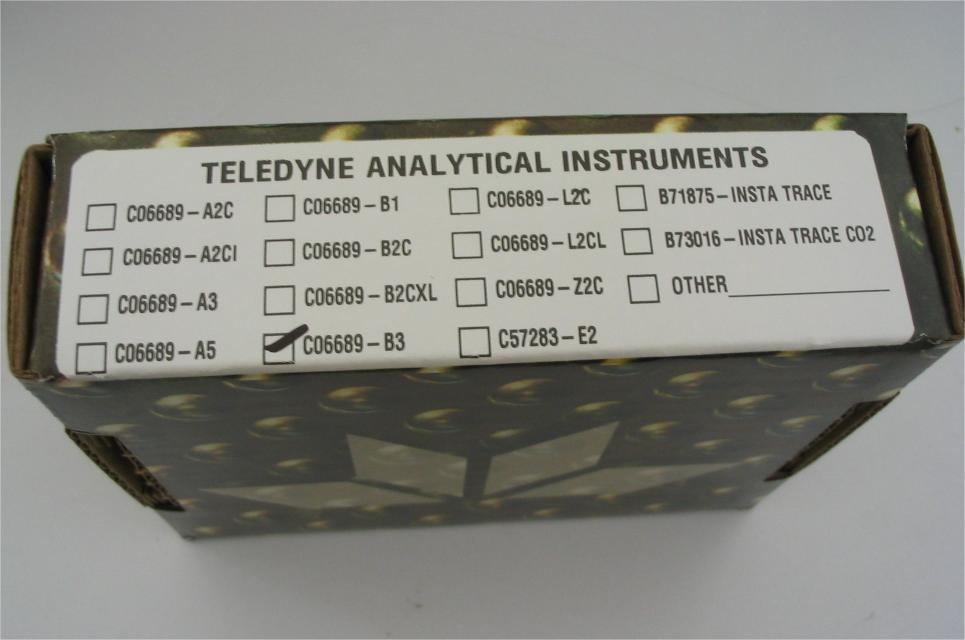 TELEDYNE ANALYTICAL INSTRUMENTS
C06689-A2C C06689-B1 C06689-L2C B71875-INSTA TRACE
C06689-A2CI C06689-B2C C06689-L2CL B73016-INSTA TRACE CO2
C06689-A3 C06689-B2CXL C06689-Z2C OTHER
C06689-A5 C06689-B3 C57283-E2